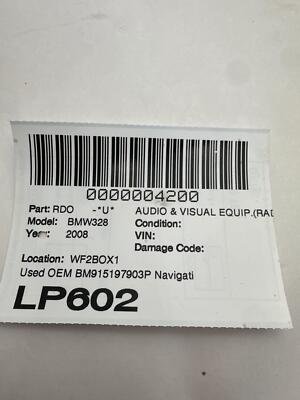 0000004200
Part: RDO -*U* AUDIO & VISUAL EQUIP.(RAD
Model: BMW328 Condition:
Year: 2008 VIN:
Damage Code:
Location: WF2BOX1
Used OEM BM915197903P Navigati
LP602